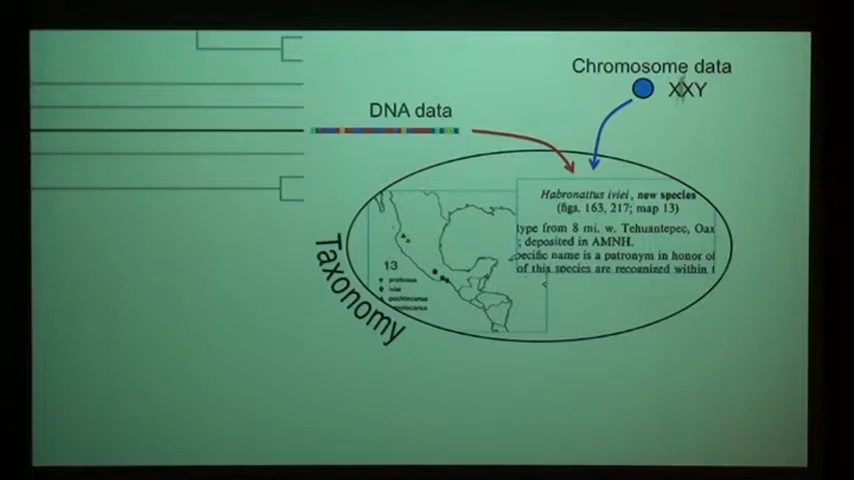 Chromosome data
XXY
DNA data
Habronattus iviei, new species
(figs. 163, 217; map 13)
type from 8 mi. w. Tehuantepec, Oax
; deposited in AMNH.
pecific name is a patronym in honor of
of this species are recognized within
13
iviei
Taxonomy